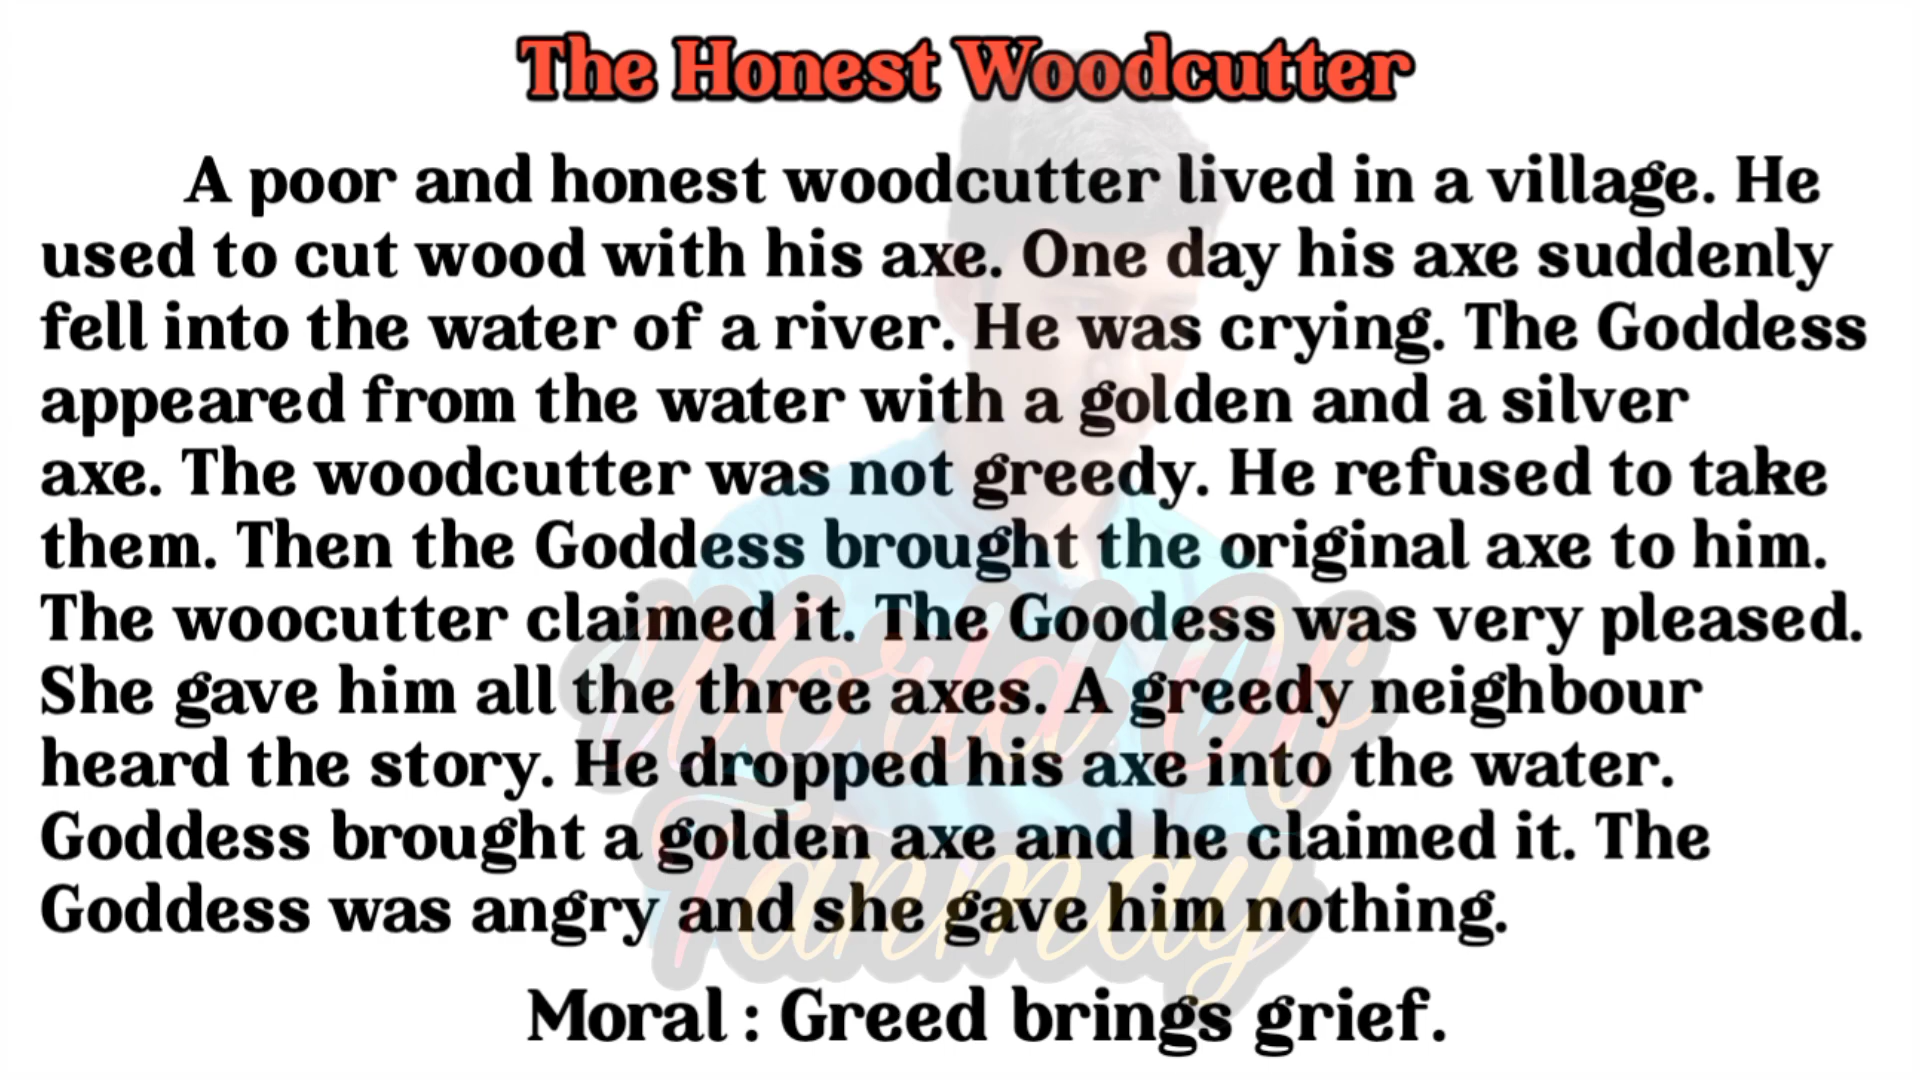 The Honest Woodcutter
A poor and honest woodcutter lived in a village. He
used to cut wood with his axe. One day his axe suddenly
fell into the water of a river. He was crying. The Goddess
appeared from the water with a golden and a silver
axe. The woodcutter was not greedy. He refused to take
them. Then the Goddess brought the original axe to him.
The woocutter claimed it. The Goodess was very pleased.
She gave him all the three axes. A greedy neighbour
heard the story. He dropped his axe into the water.
Goddess brought a golden axe and he claimed it. The
Goddess was angry and she gave him nothing.
Moral : Greed brings grief.
World Of
Tanmay